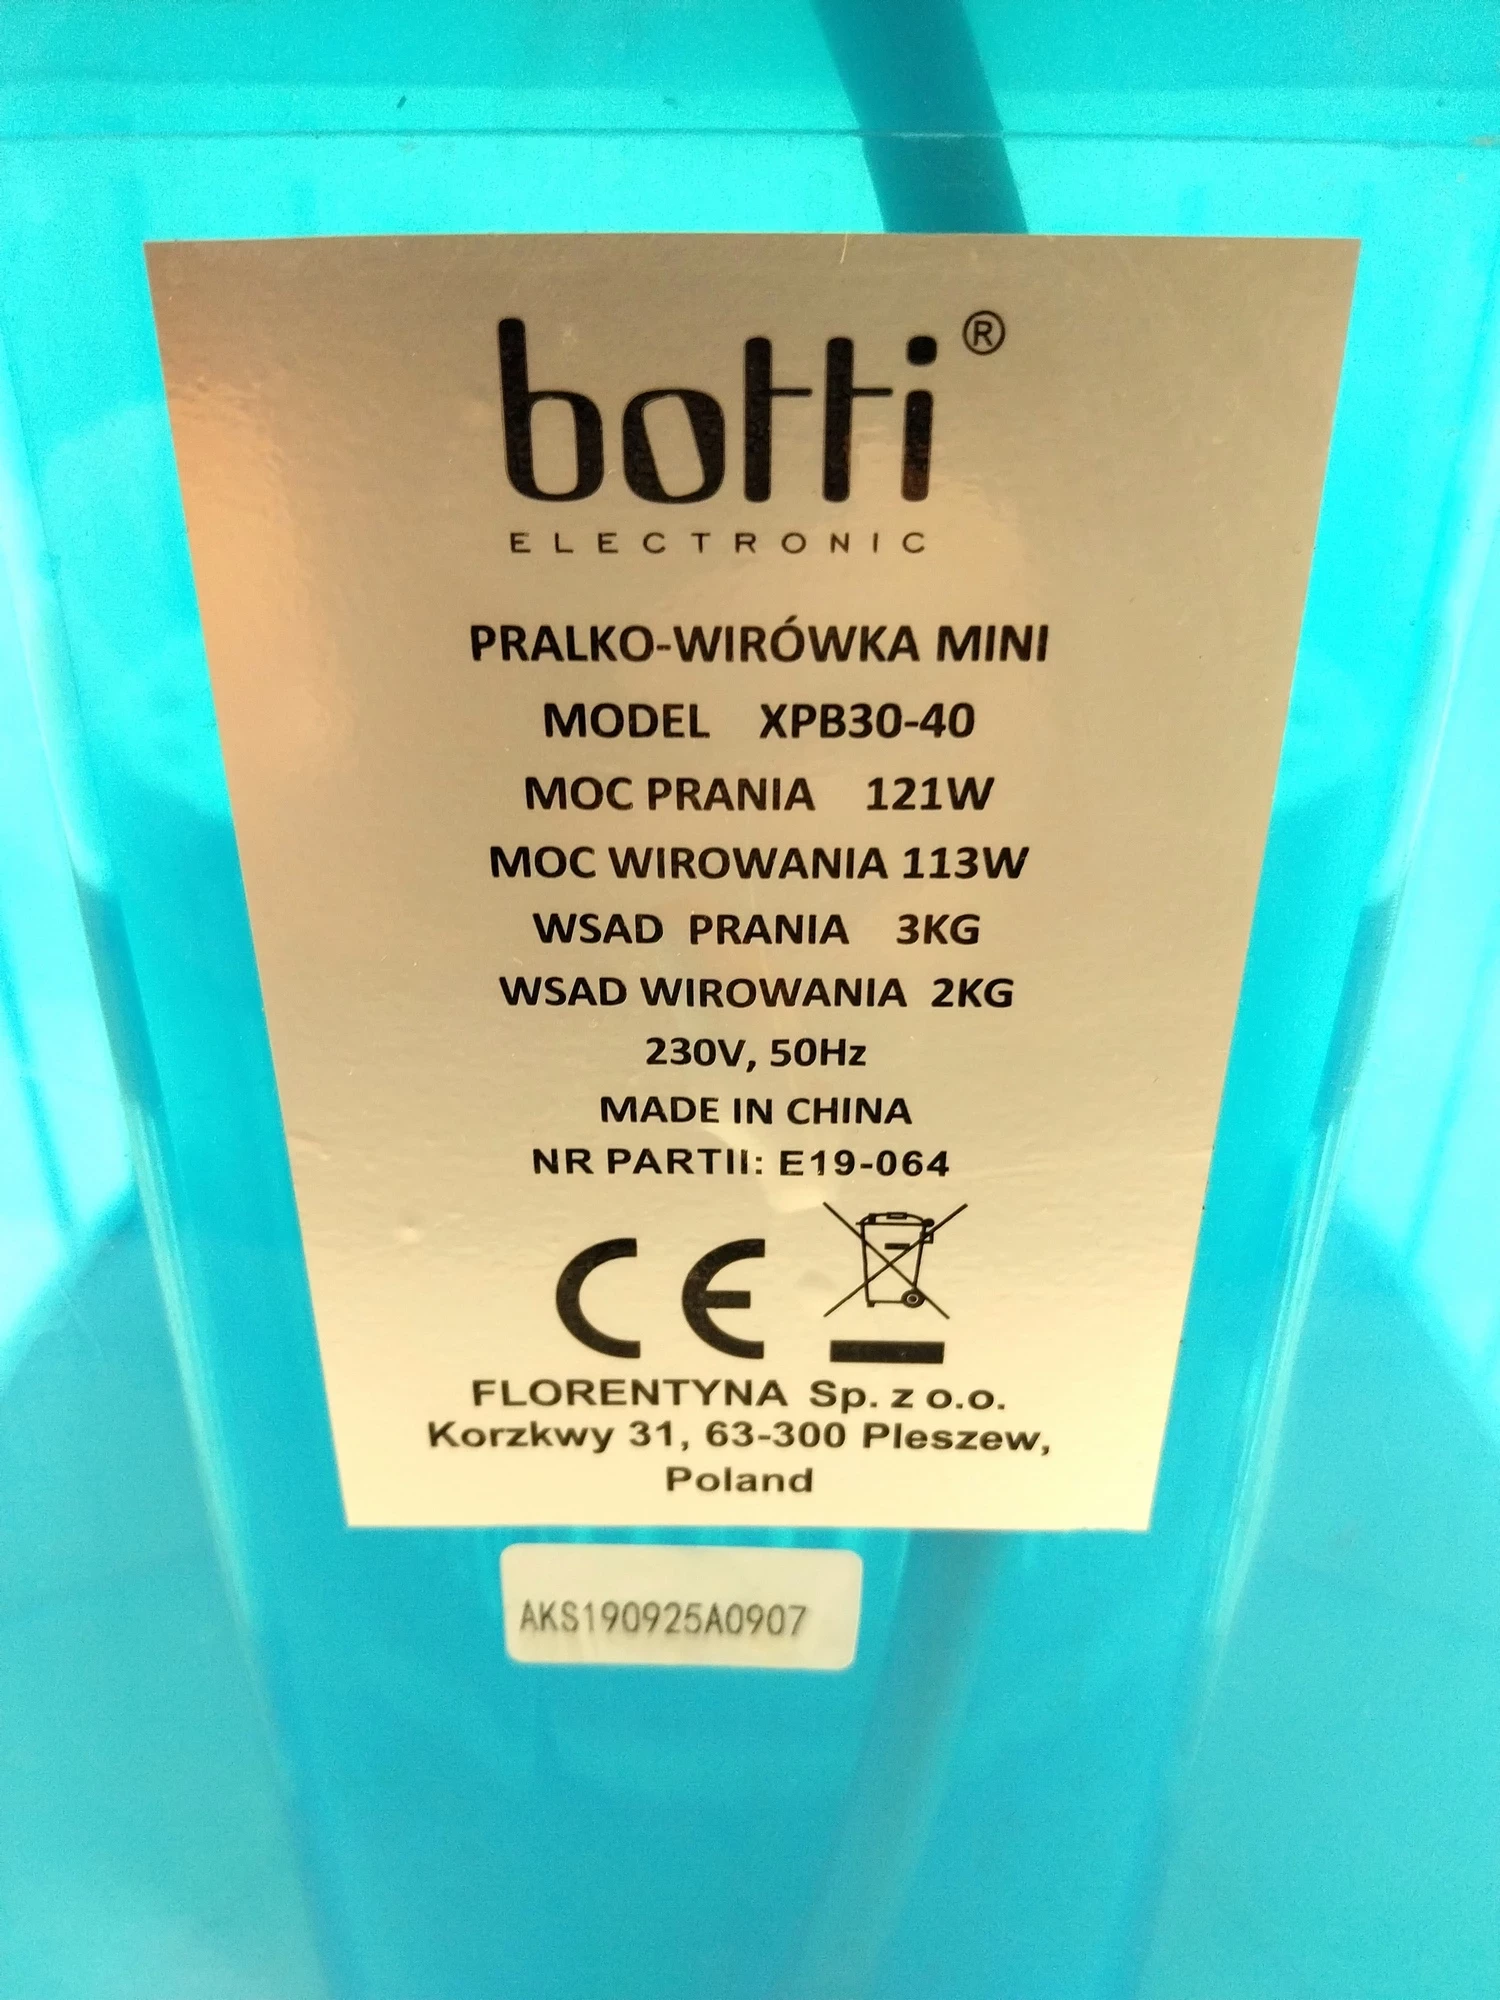 botti ®
ELECTRONIC
PRALKO-WIRÓWKA MINI
MODEL XPB30-40
MOC PRANIA 121W
MOC WIROWANIA 113W
WSAD PRANIA 3KG
WSAD WIROWANIA 2KG
230V, 50Hz
MADE IN CHINA
NR PARTII: E19-064
CE
FLORENTYNA Sp. z o.o.
Korzkwy 31, 63-300 Pleszew,
Poland
AKS190925A0907